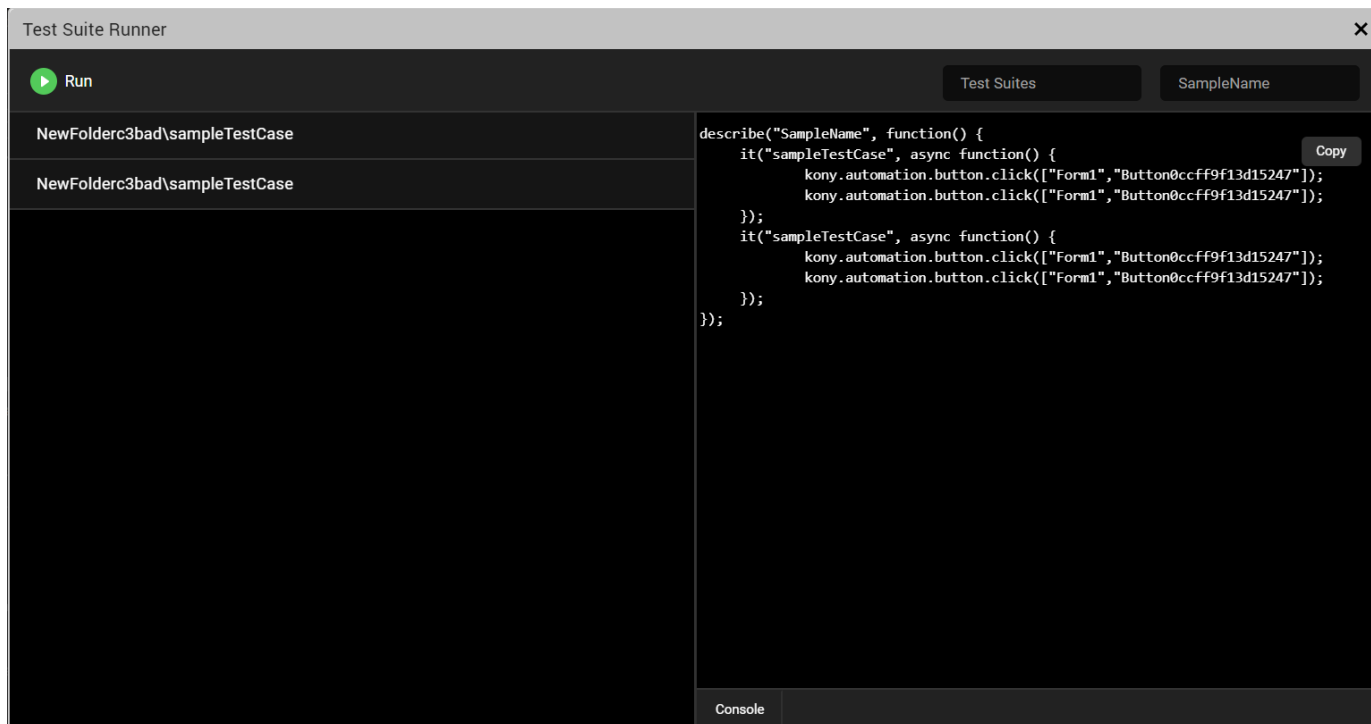 Test Suite Runner
Run
Test Suites
SampleName
NewFolderc3bad\sampleTestCase
NewFolderc3bad\sampleTestCase
describe("SampleName", function() {
    it("sampleTestCase", async function() {
        kony.automation.button.click(["Form1","Button0ccff9f13d15247"]);
        kony.automation.button.click(["Form1","Button0ccff9f13d15247"]);
    });
    it("sampleTestCase", async function() {
        kony.automation.button.click(["Form1","Button0ccff9f13d15247"]);
        kony.automation.button.click(["Form1","Button0ccff9f13d15247"]);
    });
});
Copy
Console